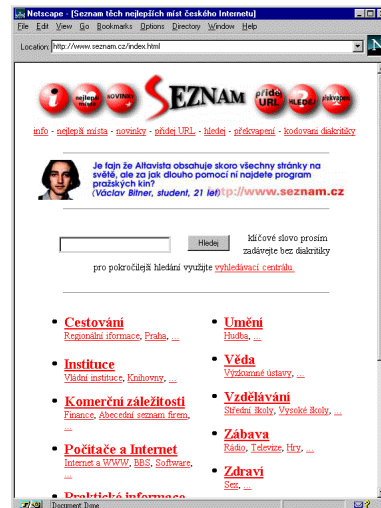 Netscape - [Seznam těch nejlepších míst českého Internetu]
File Edit View Go Bookmarks Options Directory Window Help
Location: http://www.seznam.cz/index.html
N
i nejlepší místa NOVINKY SEZNAM přidej URL HLEDEJ překvapení
info - nejlepší místa - novinky - přidej URL - hledej - překvapení - kodovani diakritiky
Je fajn že Altavista obsahuje skoro všechny stránky na
světě, ale za jak dlouho pomocí ní najdete program
pražských kin?
(Václav Bitner, student, 21 let)
http://www.seznam.cz
Hledej
klíčové slovo prosím
zadávejte bez diakritiky
pro pokročilejší hledání využijte vyhledávací centrálu.
Cestování
Regionální iformace, Praha, ...
Instituce
Vládní instituce, Knihovny, ...
Komerční záležitosti
Finance, Abecední seznam firem,
...
Počítače a Internet
Internet a WWW, BBS, Software,
...
Praktické informace
Umění
Hudba, ...
Věda
Výzkumné ústavy, ...
Vzdělávání
Střední školy, Vysoké školy, ...
Zábava
Rádio, Televize, Hry, ...
Zdraví
Sex, ...
Document Done